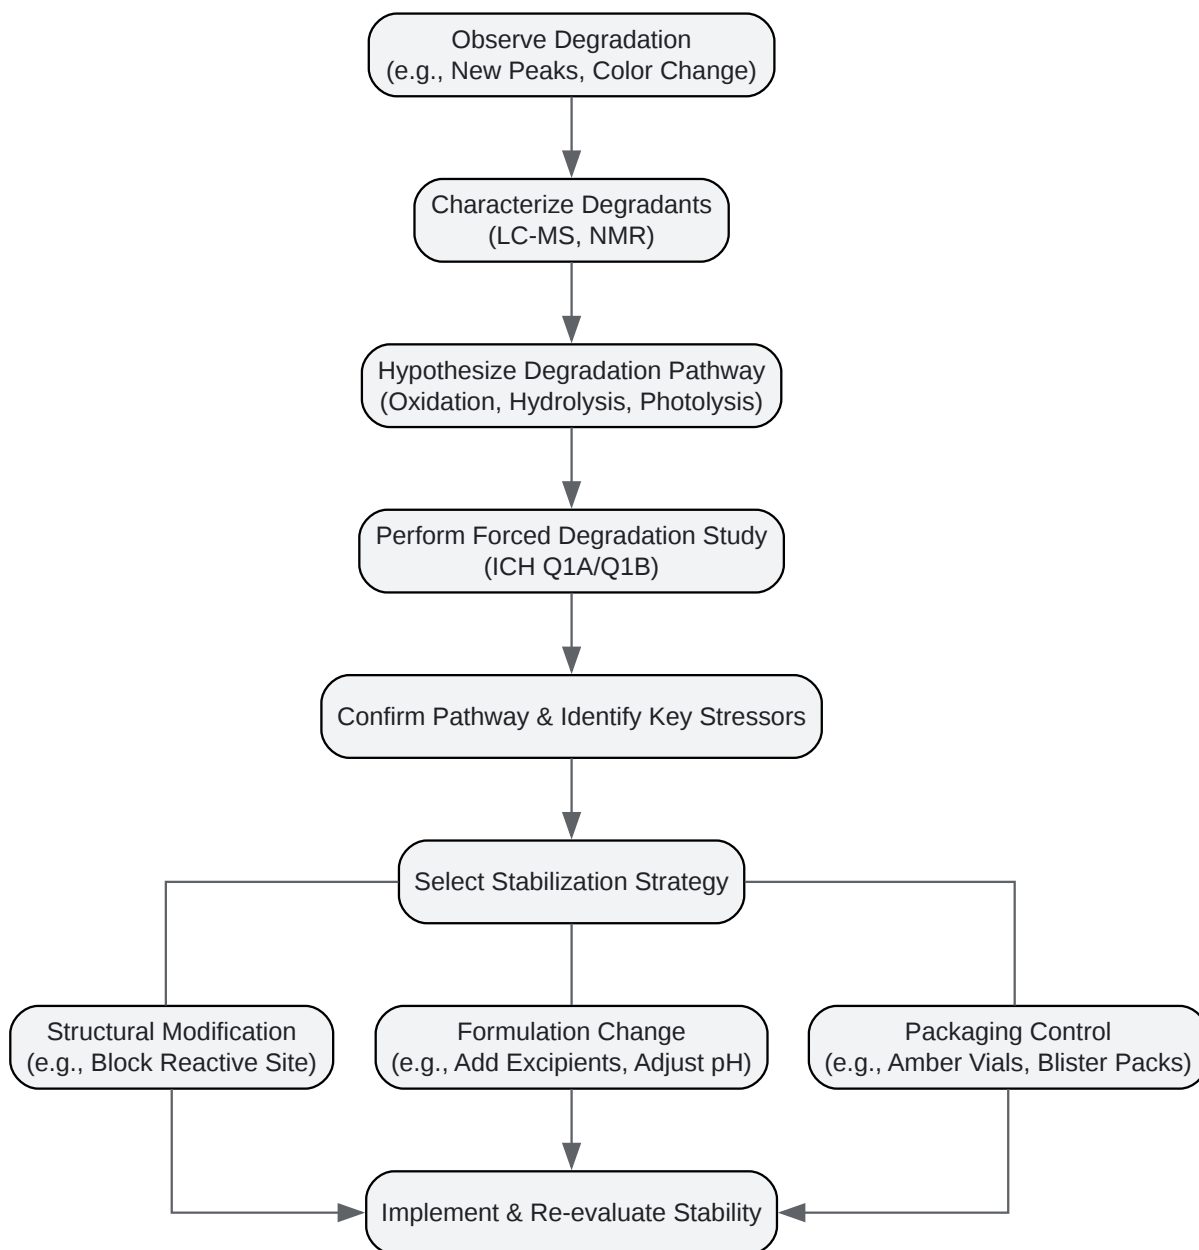 Observe Degradation
(e.g., New Peaks, Color Change)
Characterize Degradants
(LC-MS, NMR)
Hypothesize Degradation Pathway
(Oxidation, Hydrolysis, Photolysis)
Perform Forced Degradation Study
(ICH Q1A/Q1B)
Confirm Pathway & Identify Key Stressors
Select Stabilization Strategy
Structural Modification
(e.g., Block Reactive Site)
Formulation Change
(e.g., Add Excipients, Adjust pH)
Packaging Control
(e.g., Amber Vials, Blister Packs)
Implement & Re-evaluate Stability